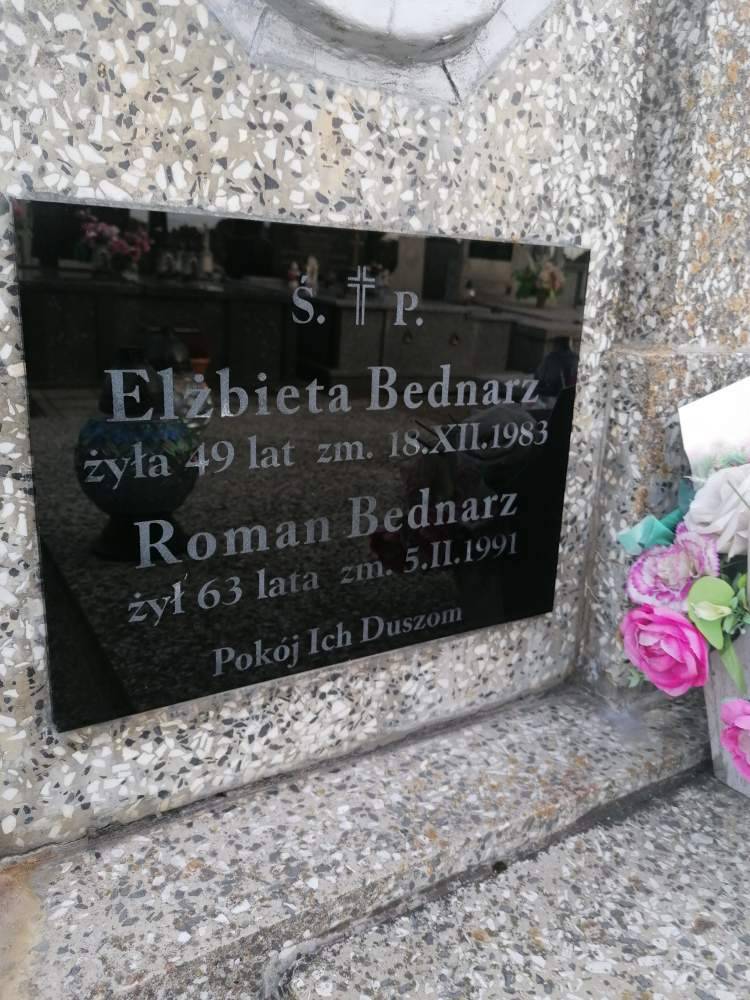 Ś. P.
Elżbieta Bednarz
żyła 49 lat zm. 18.XII.1983
Roman Bednarz
żył 63 lata zm. 5.II.1991
Pokój Ich Duszom